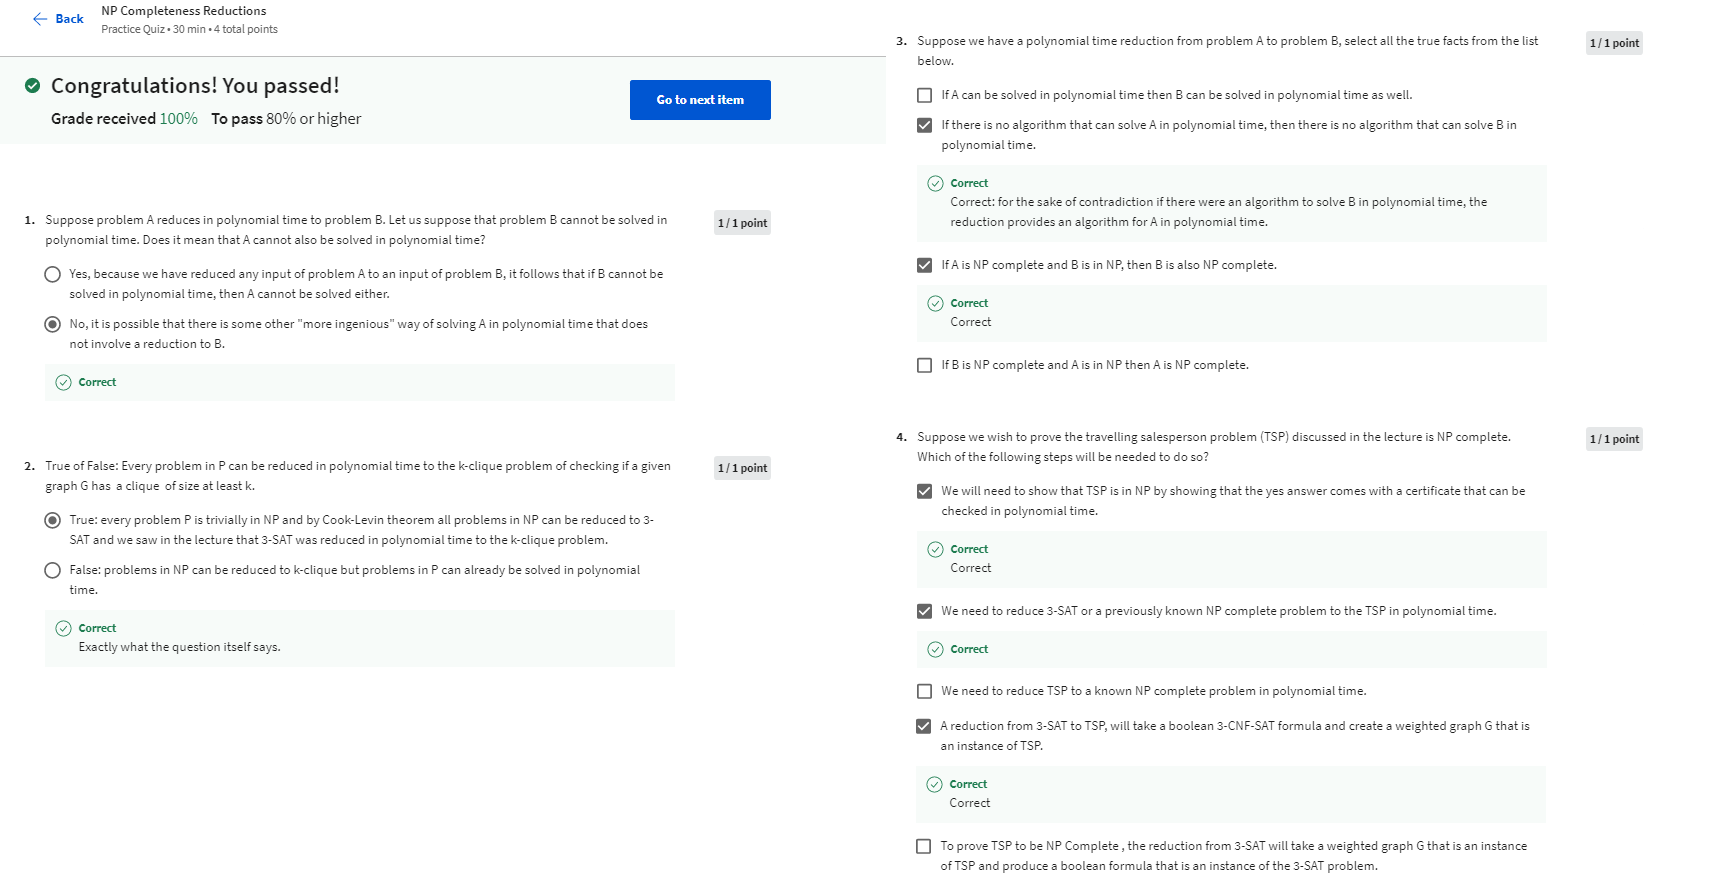 Back
NP Completeness Reductions
Practice Quiz • 30 min • 4 total points
Congratulations! You passed!
Grade received 100% To pass 80% or higher
Go to next item
1. Suppose problem A reduces in polynomial time to problem B. Let us suppose that problem B cannot be solved in
polynomial time. Does it mean that A cannot also be solved in polynomial time?
1 / 1 point
Yes, because we have reduced any input of problem A to an input of problem B, it follows that if B cannot be
solved in polynomial time, then A cannot be solved either.
No, it is possible that there is some other "more ingenious" way of solving A in polynomial time that does
not involve a reduction to B.
Correct
2. True of False: Every problem in P can be reduced in polynomial time to the k-clique problem of checking if a given
graph G has a clique of size at least k.
1 / 1 point
True: every problem P is trivially in NP and by Cook-Levin theorem all problems in NP can be reduced to 3-
SAT and we saw in the lecture that 3-SAT was reduced in polynomial time to the k-clique problem.
False: problems in NP can be reduced to k-clique but problems in P can already be solved in polynomial
time.
Correct
Exactly what the question itself says.
3. Suppose we have a polynomial time reduction from problem A to problem B, select all the true facts from the list
below.
1 / 1 point
If A can be solved in polynomial time then B can be solved in polynomial time as well.
If there is no algorithm that can solve A in polynomial time, then there is no algorithm that can solve B in
polynomial time.
Correct
Correct: for the sake of contradiction if there were an algorithm to solve B in polynomial time, the
reduction provides an algorithm for A in polynomial time.
If A is NP complete and B is in NP, then B is also NP complete.
Correct
Correct
If B is NP complete and A is in NP then A is NP complete.
4. Suppose we wish to prove the travelling salesperson problem (TSP) discussed in the lecture is NP complete.
Which of the following steps will be needed to do so?
1 / 1 point
We will need to show that TSP is in NP by showing that the yes answer comes with a certificate that can be
checked in polynomial time.
Correct
Correct
We need to reduce 3-SAT or a previously known NP complete problem to the TSP in polynomial time.
Correct
We need to reduce TSP to a known NP complete problem in polynomial time.
A reduction from 3-SAT to TSP, will take a boolean 3-CNF-SAT formula and create a weighted graph G that is
an instance of TSP.
Correct
Correct
To prove TSP to be NP Complete , the reduction from 3-SAT will take a weighted graph G that is an instance
of TSP and produce a boolean formula that is an instance of the 3-SAT problem.